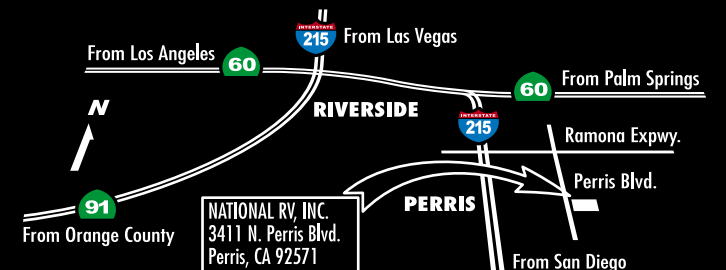 INTERSTATE
215
From Las Vegas
From Los Angeles
60
60
From Palm Springs
N
RIVERSIDE
INTERSTATE
215
Ramona Expwy.
Perris Blvd.
91
From Orange County
NATIONAL RV, INC.
3411 N. Perris Blvd.
Perris, CA 92571
PERRIS
From San Diego